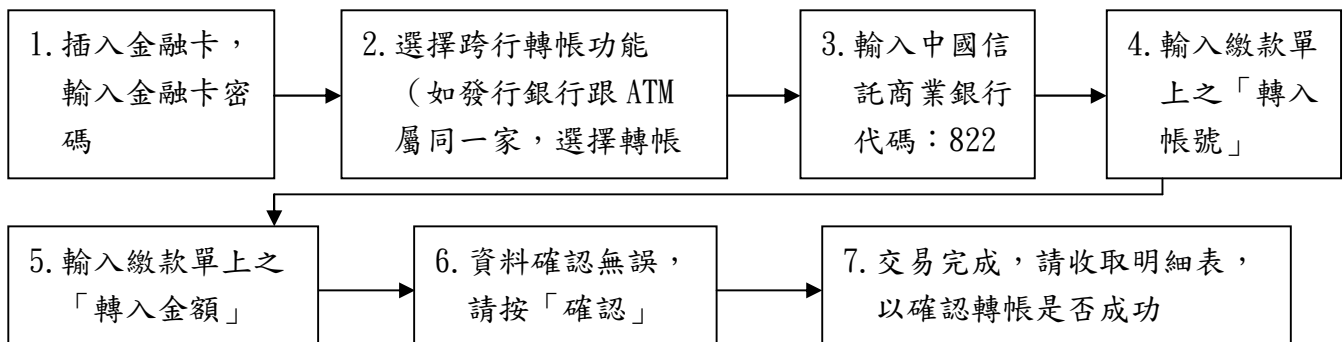 1.插入金融卡，
輸入金融卡密
碼
2.選擇跨行轉帳功能
（如發行銀行跟 ATM
屬同一家，選擇轉帳
3.輸入中國信
託商業銀行
代碼：822
4.輸入繳款單
上之「轉入
帳號」
5.輸入繳款單上之
「轉入金額」
6.資料確認無誤，
請按「確認」
7.交易完成，請收取明細表，
以確認轉帳是否成功